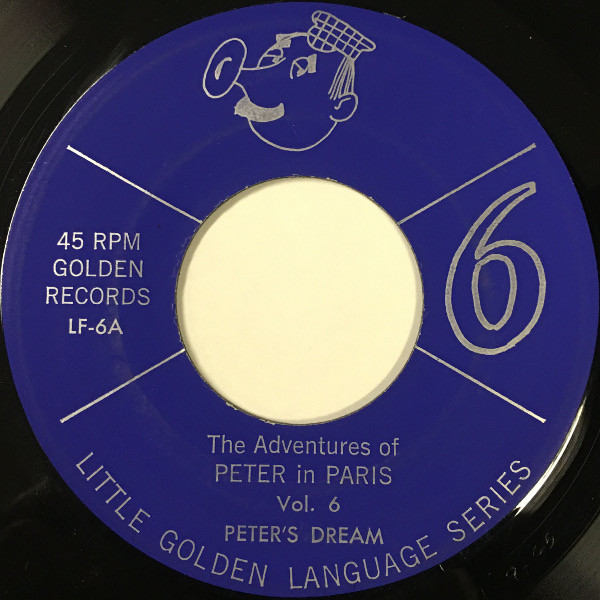 45 RPM
GOLDEN
RECORDS
LF-6A
6
The Adventures of
PETER in PARIS
Vol. 6
PETER'S DREAM
LITTLE GOLDEN LANGUAGE SERIES